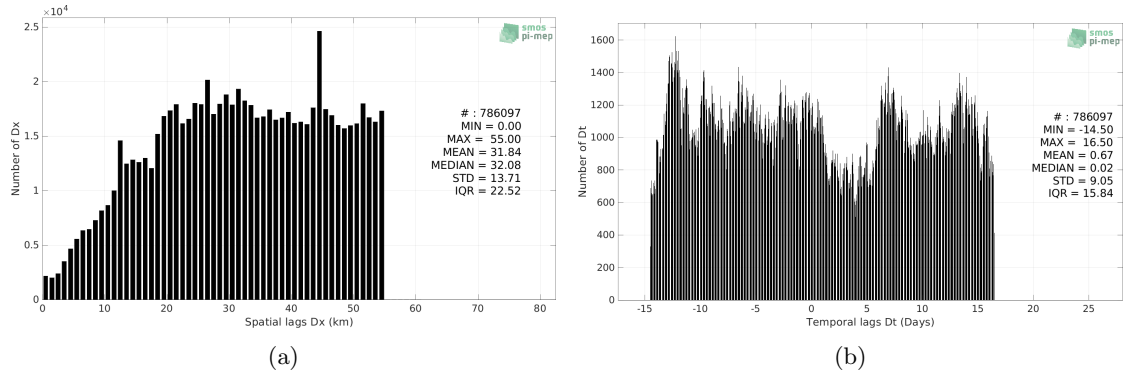 ×10⁴
2.5
2
1.5
1
0.5
0
0 10 20 30 40 50 60 70 80
Number of Dx
Spatial lags Dx (km)
smos
pi-mep
# : 786097
MIN = 0.00
MAX = 55.00
MEAN = 31.84
MEDIAN = 32.08
STD = 13.71
IQR = 22.52
(a)
1600
1400
1200
1000
800
600
400
200
0
-15 -10 -5 0 5 10 15 20 25
Number of Dt
Temporal lags Dt (Days)
smos
pi-mep
# : 786097
MIN = -14.50
MAX = 16.50
MEAN = 0.67
MEDIAN = 0.02
STD = 9.05
IQR = 15.84
(b)